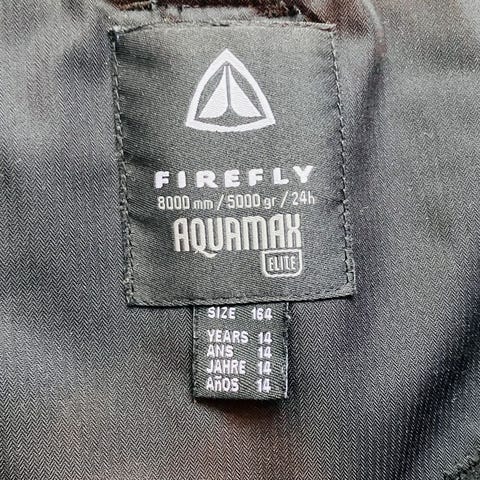 FIREFLY
8000 mm / 5000 gr / 24h
AQUAMAX
ELITE
SIZE 164
YEARS 14
ANS 14
JAHRE 14
AÑOS 14